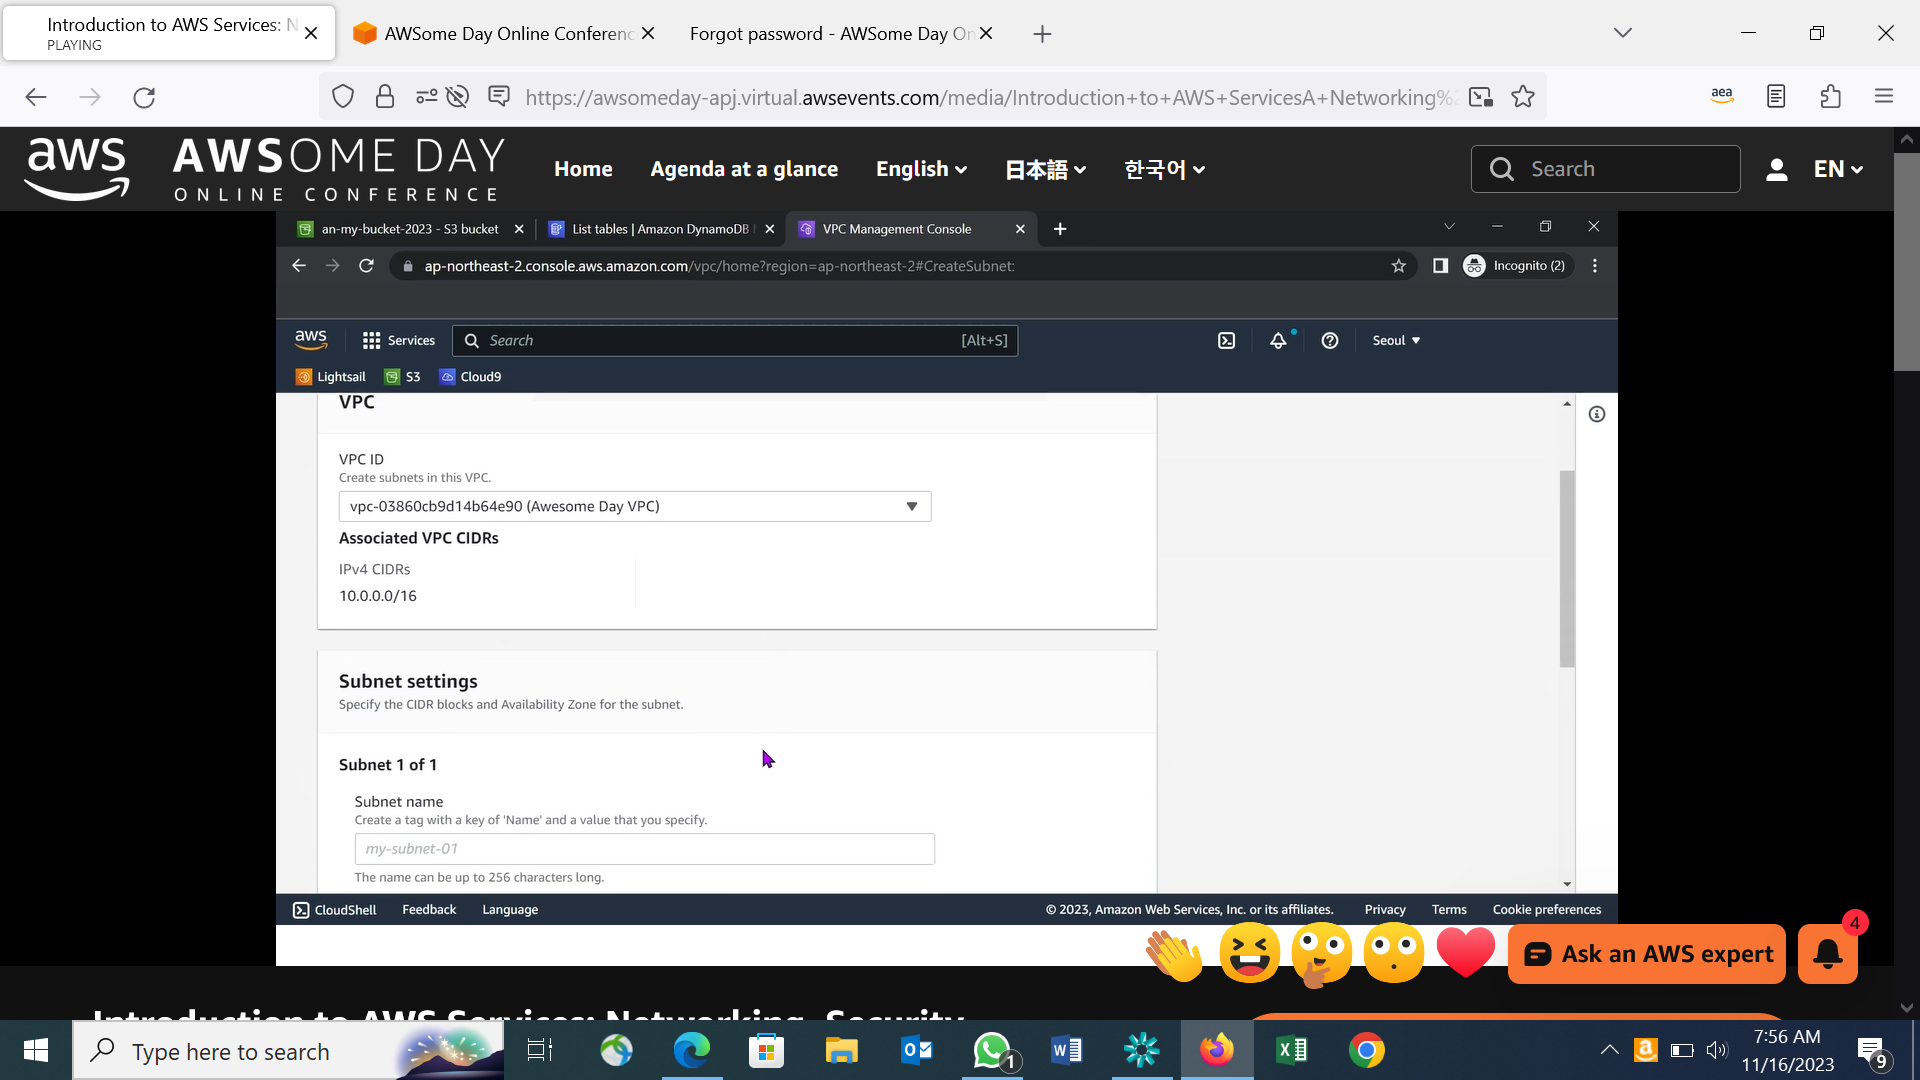 Introduction to AWS Services: N
PLAYING
AWSome Day Online Conferenc
Forgot password - AWSome Day On
https://awsomeday-apj.virtual.awsevents.com/media/Introduction+to+AWS+ServicesA+Networking%
aea
aws
AWSOME DAY
ONLINE CONFERENCE
Home
Agenda at a glance
English
日本語
한국어
Search
EN
an-my-bucket-2023 - S3 bucket
List tables | Amazon DynamoDB
VPC Management Console
ap-northeast-2.console.aws.amazon.com/vpc/home?region=ap-northeast-2#CreateSubnet:
Incognito (2)
aws
Services
Search
[Alt+S]
Seoul
Lightsail
S3
Cloud9
VPC
VPC ID
Create subnets in this VPC.
vpc-03860cb9d14b64e90 (Awesome Day VPC)
Associated VPC CIDRs
IPv4 CIDRs
10.0.0.0/16
Subnet settings
Specify the CIDR blocks and Availability Zone for the subnet.
Subnet 1 of 1
Subnet name
Create a tag with a key of 'Name' and a value that you specify.
my-subnet-01
The name can be up to 256 characters long.
CloudShell
Feedback
Language
© 2023, Amazon Web Services, Inc. or its affiliates.
Privacy
Terms
Cookie preferences
4
Ask an AWS expert
Introduction to AWS Services: Networking, Security
Type here to search
1
7:56 AM
11/16/2023
9